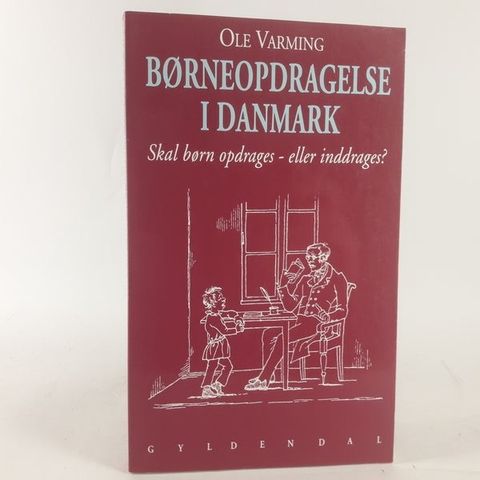 OLE VARMING
BØRNEOPDRAGELSE
I DANMARK
Skal børn opdrages - eller inddrages?
GYLDENDAL